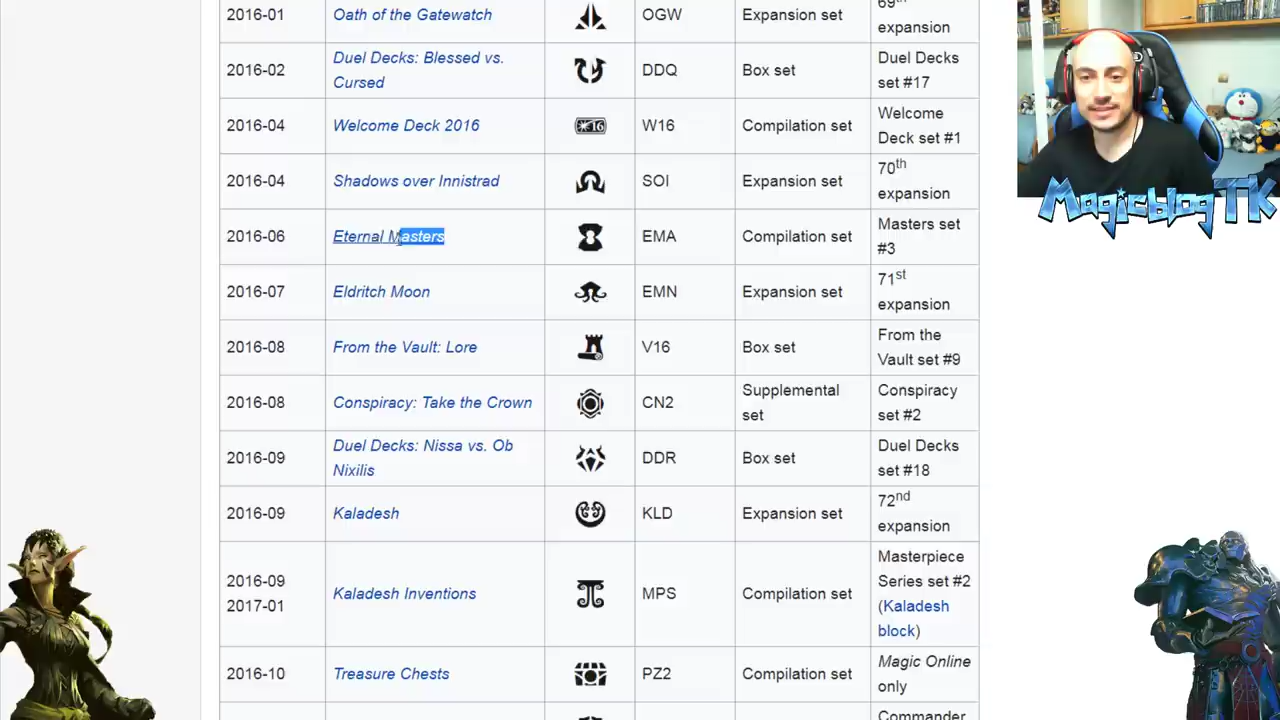 2016-01 Oath of the Gatewatch OGW Expansion set 69th
expansion
2016-02 Duel Decks: Blessed vs. Cursed DDQ Box set Duel Decks set #17
2016-04 Welcome Deck 2016 *16 W16 Compilation set Welcome Deck set #1
2016-04 Shadows over Innistrad SOI Expansion set 70th expansion
2016-06 Eternal Masters EMA Compilation set Masters set #3
2016-07 Eldritch Moon EMN Expansion set 71st expansion
2016-08 From the Vault: Lore V16 Box set From the Vault set #9
2016-08 Conspiracy: Take the Crown CN2 Supplemental set Conspiracy set #2
2016-09 Duel Decks: Nissa vs. Ob Nixilis DDR Box set Duel Decks set #18
2016-09 Kaladesh KLD Expansion set 72nd expansion
2016-09 2017-01 Kaladesh Inventions MPS Compilation set Masterpiece Series set #2 (Kaladesh block)
2016-10 Treasure Chests PZ2 Compilation set Magic Online only
Commander
MagicblogTK